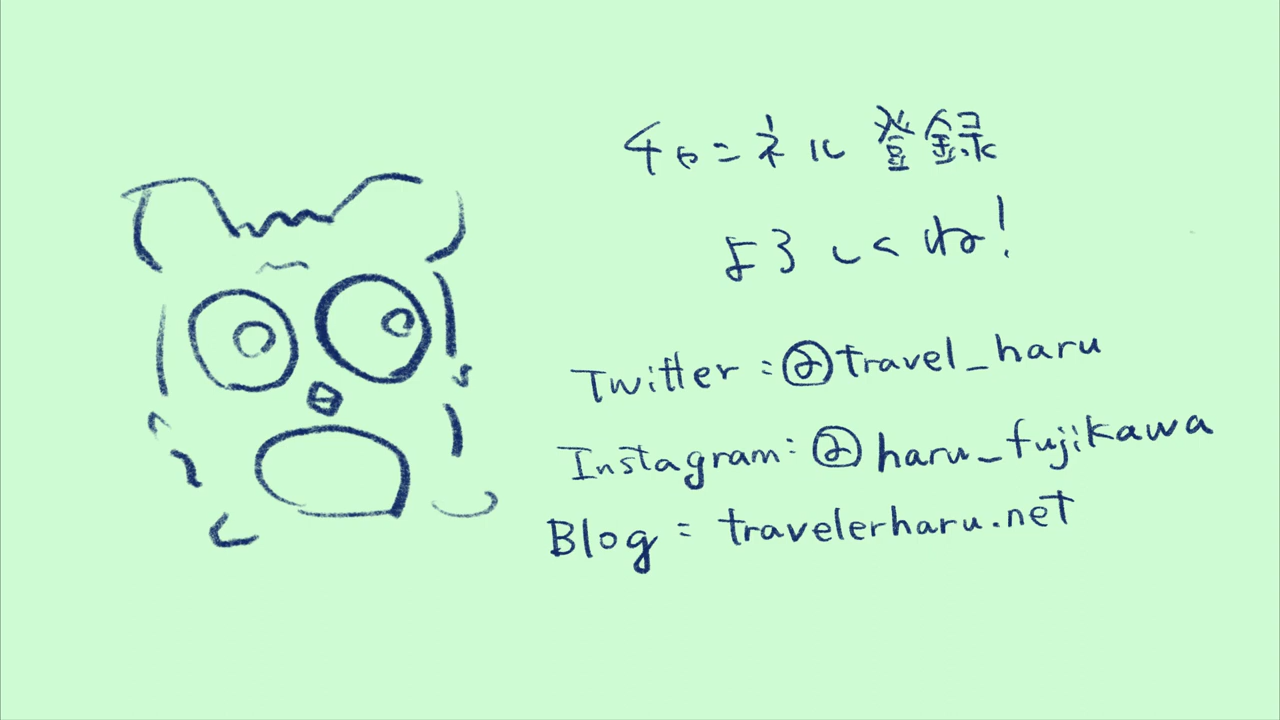 チャンネル登録
よろしくね!
Twitter:@travel_haru
Instagram:@haru_fujikawa
Blog:travelerharu.net